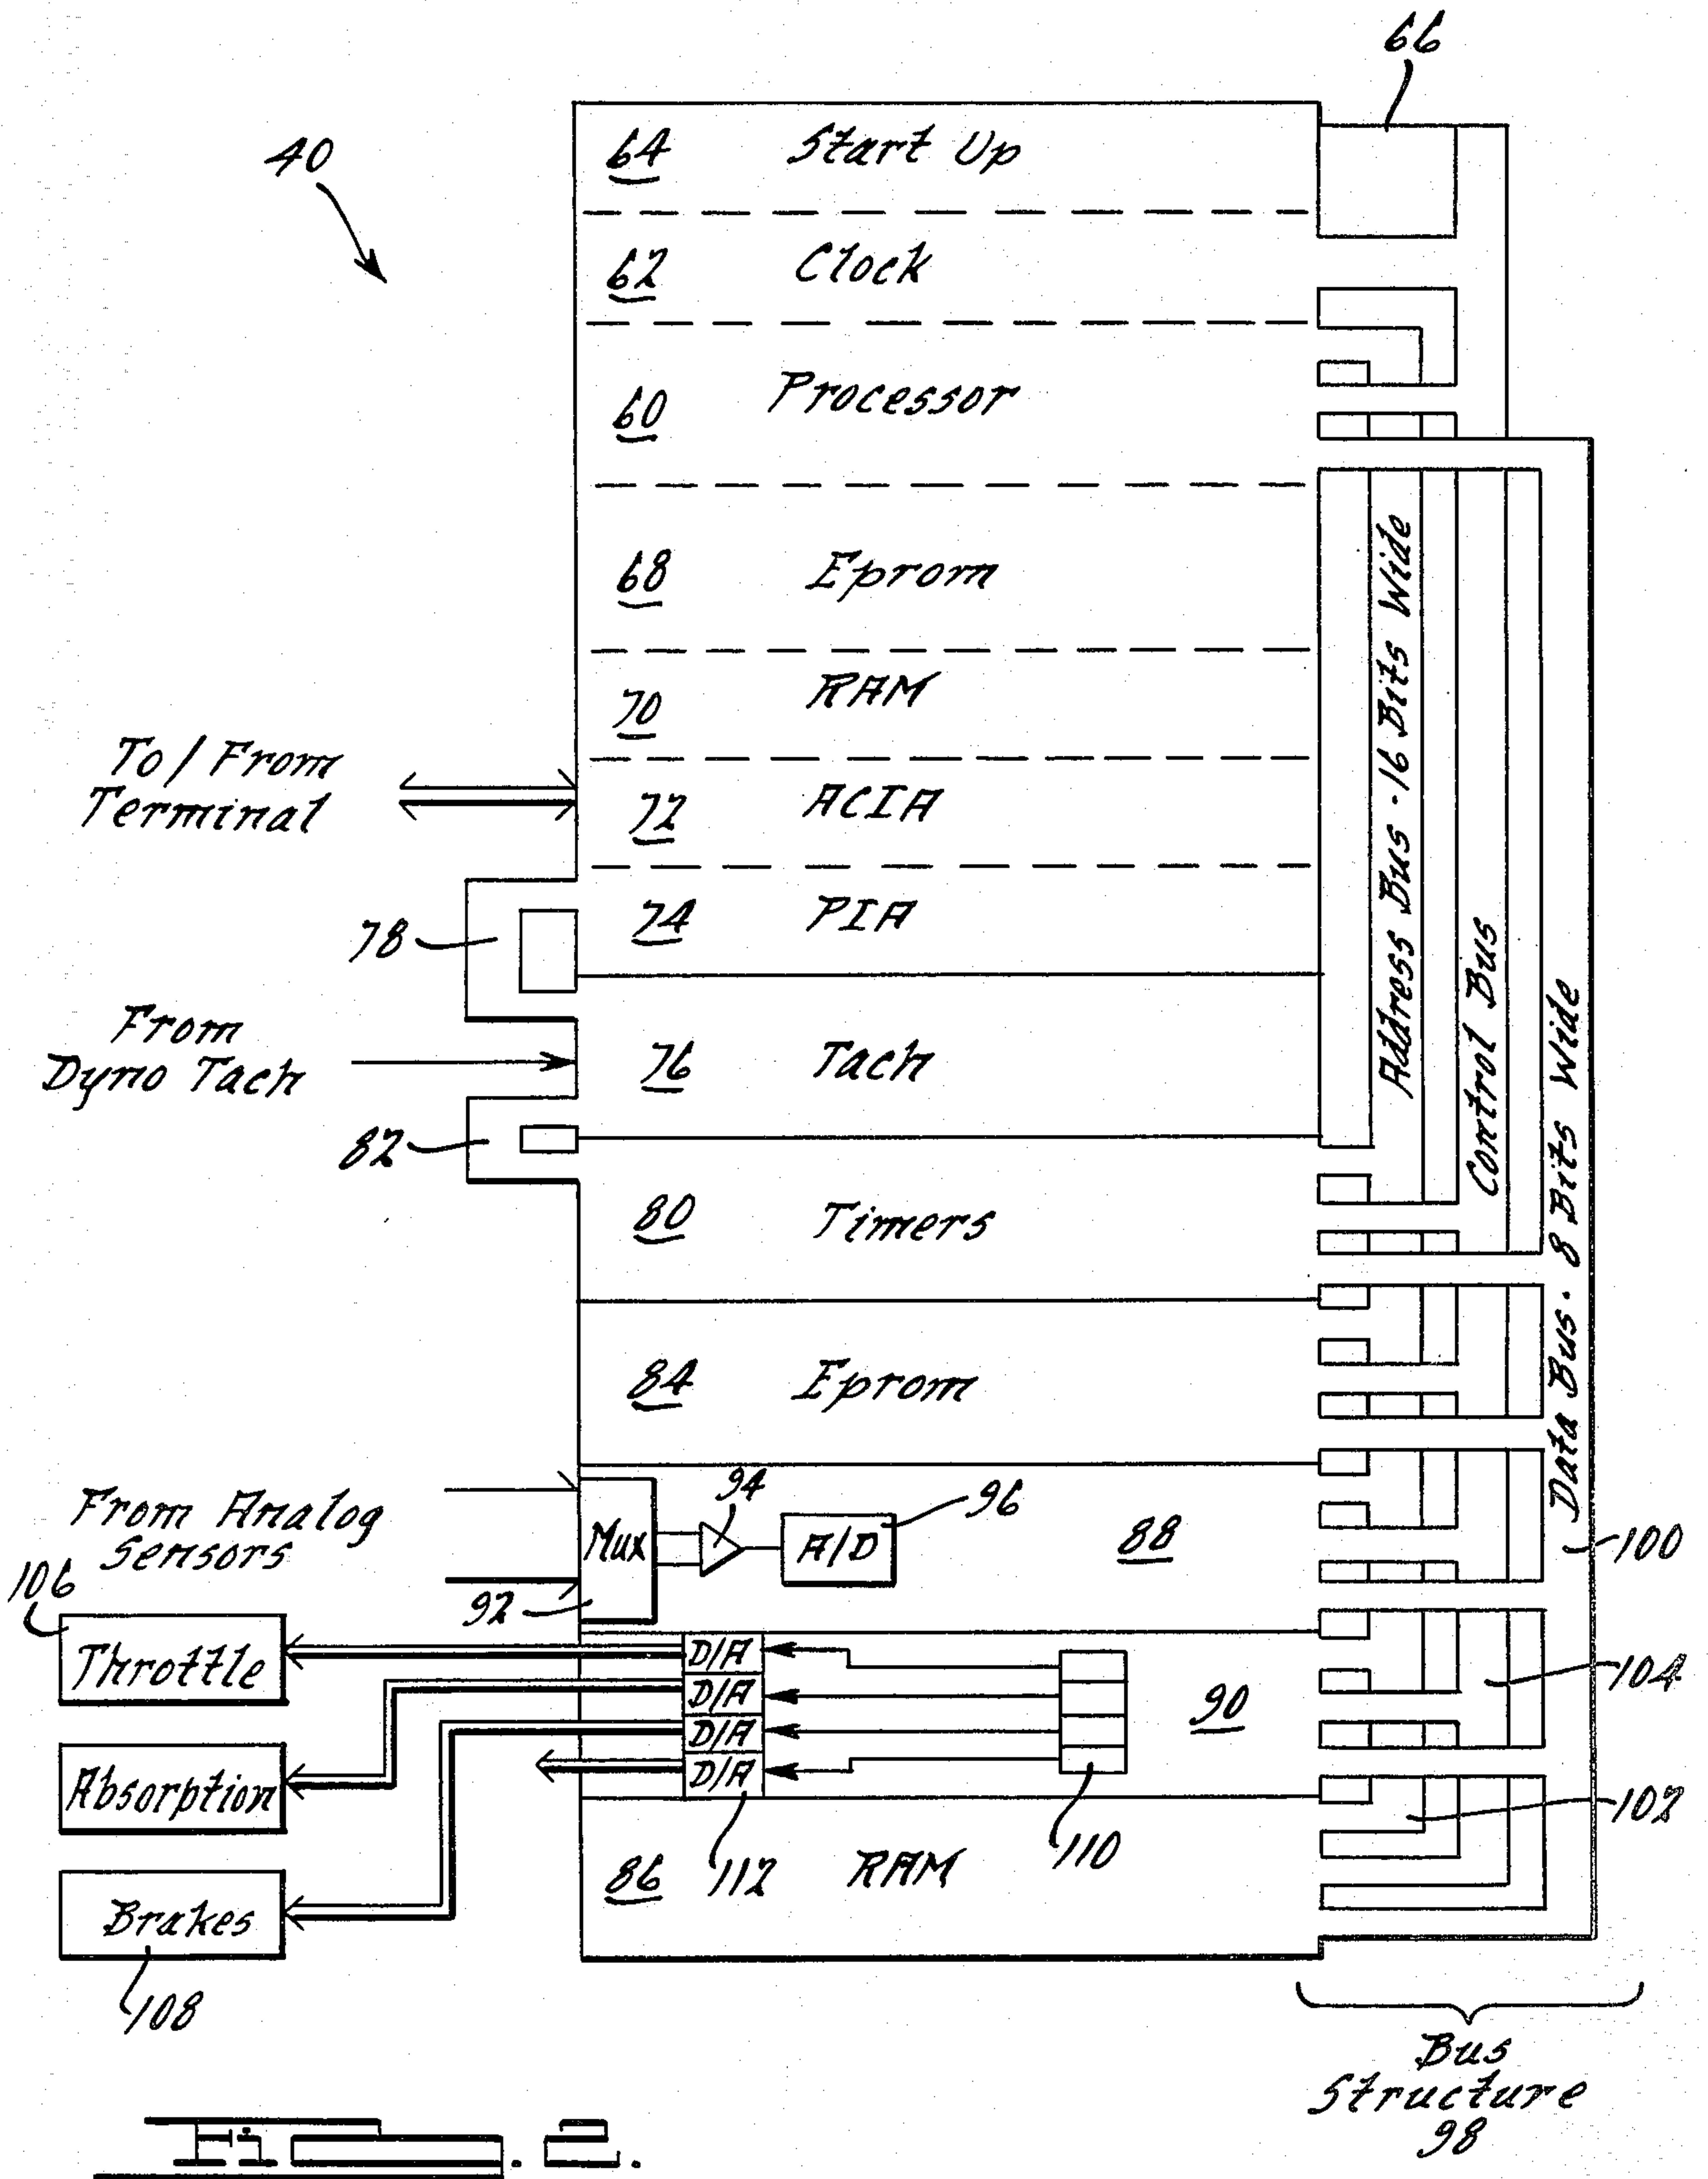 66
40
64 Start Up
62 Clock
60 Processor
68 Eprom
70 RAM
To/From
Terminal
72 ACIA
78
74 PIA
From
Dyno Tach
76 Tach
82
80 Timers
84 Eprom
Address Bus - 16 Bits Wide
Control Bus
Data Bus - 8 Bits Wide
From Analog
Sensors
Mux
92
94
A/D
96
88
100
106
Throttle
D/A
D/A
D/A
D/A
90
104
Absorption
112
110
102
86 RAM
Brakes
108
Bus
Structure
98
Fig. 2.